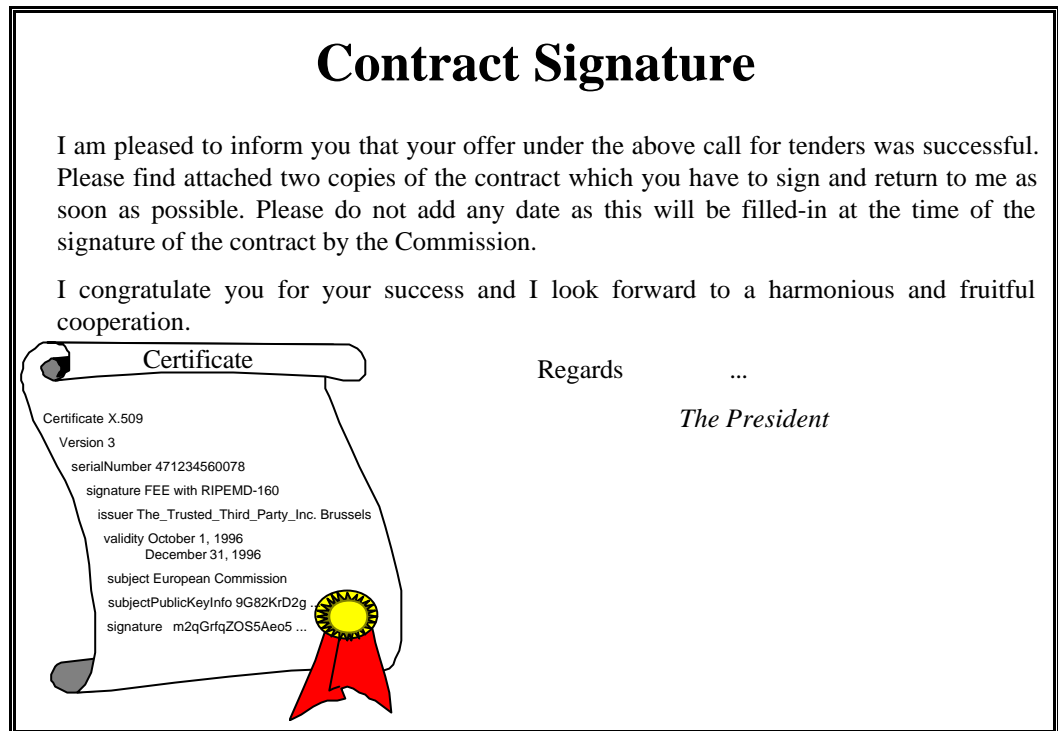 Contract Signature
I am pleased to inform you that your offer under the above call for tenders was successful.
Please find attached two copies of the contract which you have to sign and return to me as
soon as possible. Please do not add any date as this will be filled-in at the time of the
signature of the contract by the Commission.
I congratulate you for your success and I look forward to a harmonious and fruitful
cooperation.
Certificate
Certificate X.509
Version 3
serialNumber 471234560078
signature FEE with RIPEMD-160
issuer The_Trusted_Third_Party_Inc. Brussels
validity October 1, 1996
December 31, 1996
subject European Commission
subjectPublicKeyInfo 9G82KrD2g ...
signature m2qGrfqZOS5Aeo5 ...
Regards ...
The President